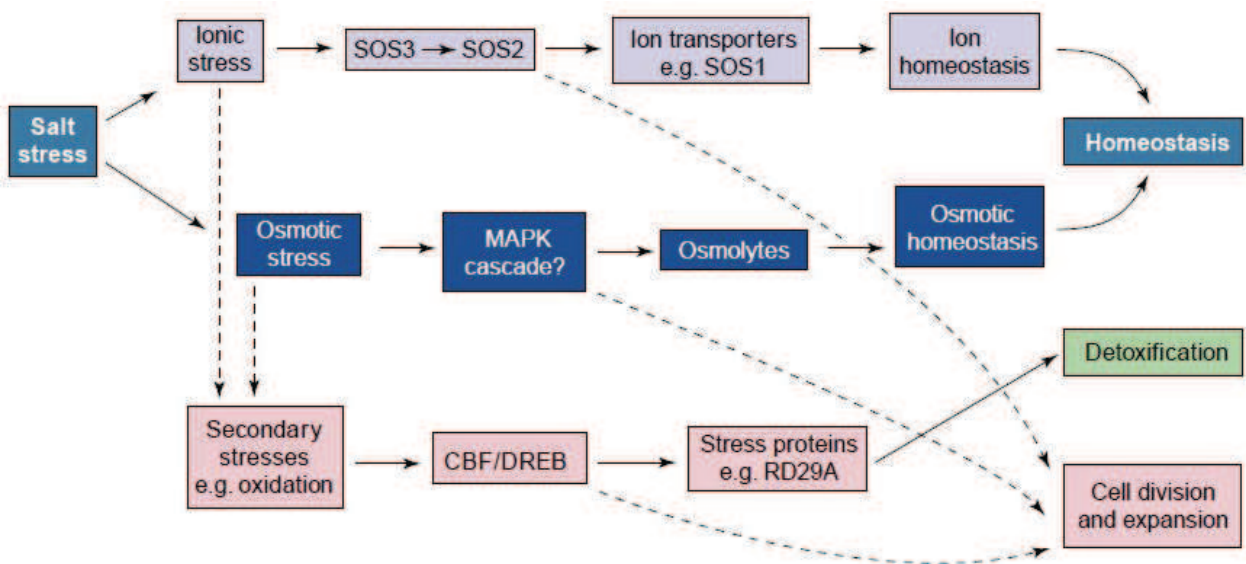 Ionic
stress
SOS3 → SOS2
Ion transporters
e.g. SOS1
Ion
homeostasis
Salt
stress
Homeostasis
Osmotic
stress
MAPK
cascade?
Osmolytes
Osmotic
homeostasis
Detoxification
Secondary
stresses
e.g. oxidation
CBF/DREB
Stress proteins
e.g. RD29A
Cell division
and expansion